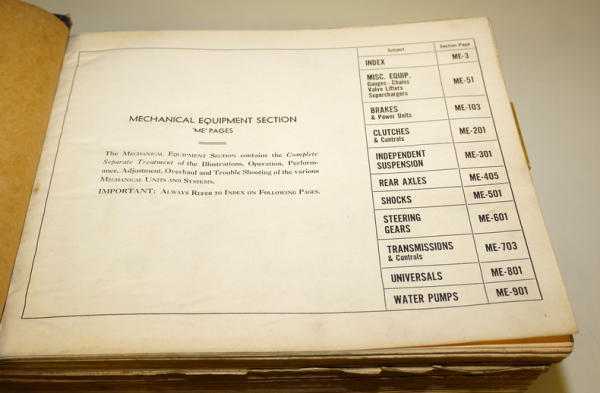 MECHANICAL EQUIPMENT SECTION
'ME' PAGES
The Mechanical Equipment Section contains the Complete
Separate Treatment of the Illustrations, Operation, Perform-
ance, Adjustment, Overhaul and Trouble Shooting of the various
Mechanical Units and Systems.
IMPORTANT: Always Refer to Index on Following Pages.
Subject Section Page
INDEX ME-3
MISC. EQUIP. ME-51
Gauges-Chains
Valve Lifters
Superchargers
BRAKES ME-103
& Power Units
CLUTCHES ME-201
& Controls
INDEPENDENT ME-301
SUSPENSION
REAR AXLES ME-405
SHOCKS ME-501
STEERING ME-601
GEARS
TRANSMISSIONS ME-703
& Controls
UNIVERSALS ME-801
WATER PUMPS ME-901